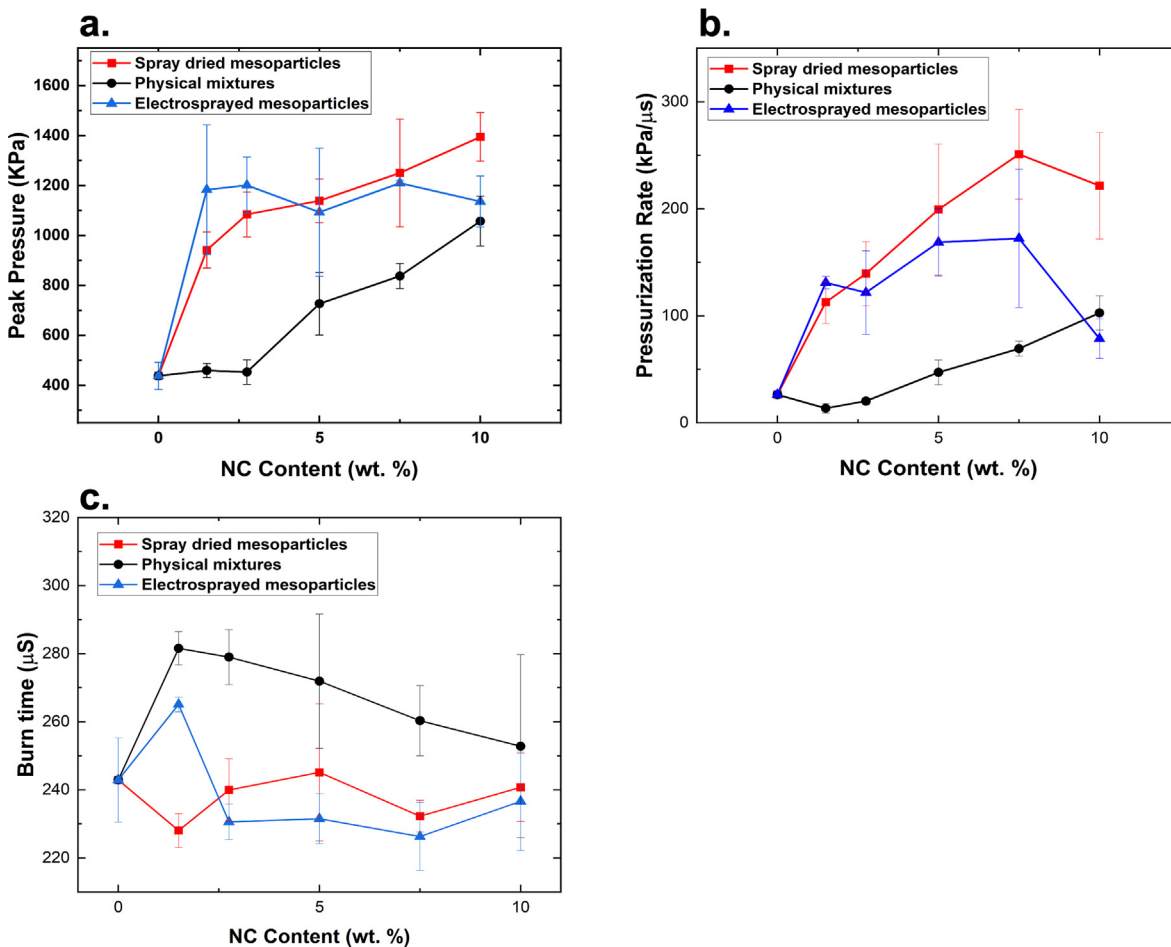 a.
Spray dried mesoparticles
Physical mixtures
Electrosprayed mesoparticles
1600
1400
1200
1000
800
600
400
Peak Pressure (KPa)
0
5
10
NC Content (wt. %)
b.
Spray dried mesoparticles
Physical mixtures
Electrosprayed mesoparticles
300
200
100
0
Pressurization Rate (kPa/μs)
0
5
10
NC Content (wt. %)
c.
Spray dried mesoparticles
Physical mixtures
Electrosprayed mesoparticles
320
300
280
260
240
220
Burn time (μS)
0
5
10
NC Content (wt. %)